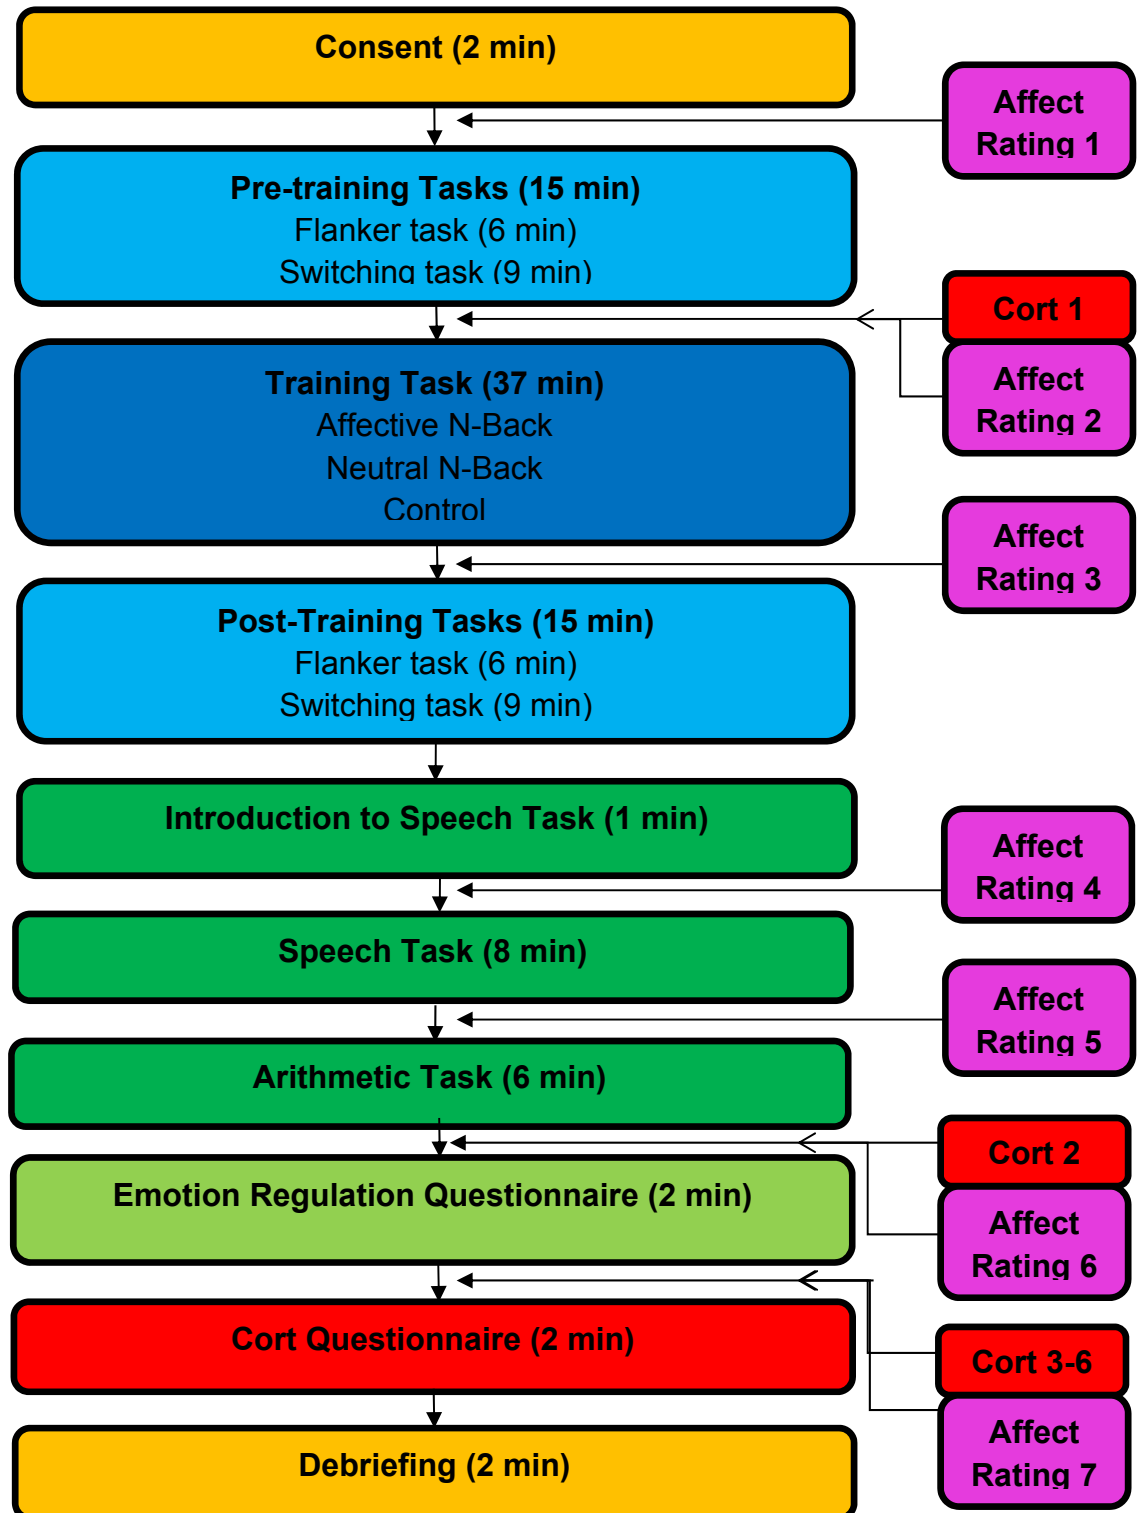 Consent (2 min)
Affect
Rating 1
Pre-training Tasks (15 min)
Flanker task (6 min)
Switching task (9 min)
Cort 1
Affect
Rating 2
Training Task (37 min)
Affective N-Back
Neutral N-Back
Control
Affect
Rating 3
Post-Training Tasks (15 min)
Flanker task (6 min)
Switching task (9 min)
Introduction to Speech Task (1 min)
Affect
Rating 4
Speech Task (8 min)
Affect
Rating 5
Arithmetic Task (6 min)
Cort 2
Affect
Rating 6
Emotion Regulation Questionnaire (2 min)
Cort Questionnaire (2 min)
Cort 3-6
Affect
Rating 7
Debriefing (2 min)